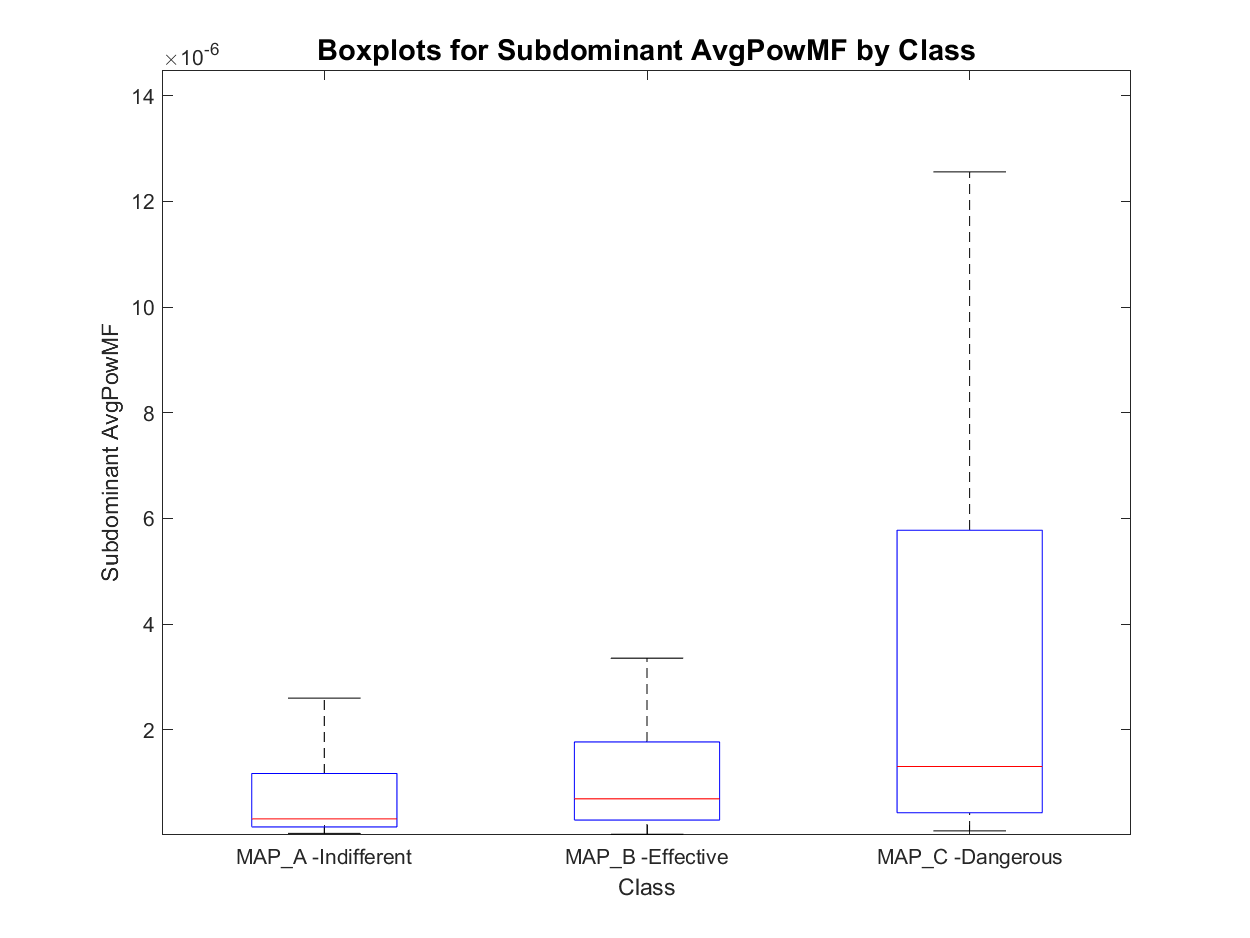 Boxplots for Subdominant AvgPowMF by Class
×10⁻⁶
14
12
10
8
6
4
2
Subdominant AvgPowMF
MAP_A -Indifferent
MAP_B -Effective
MAP_C -Dangerous
Class